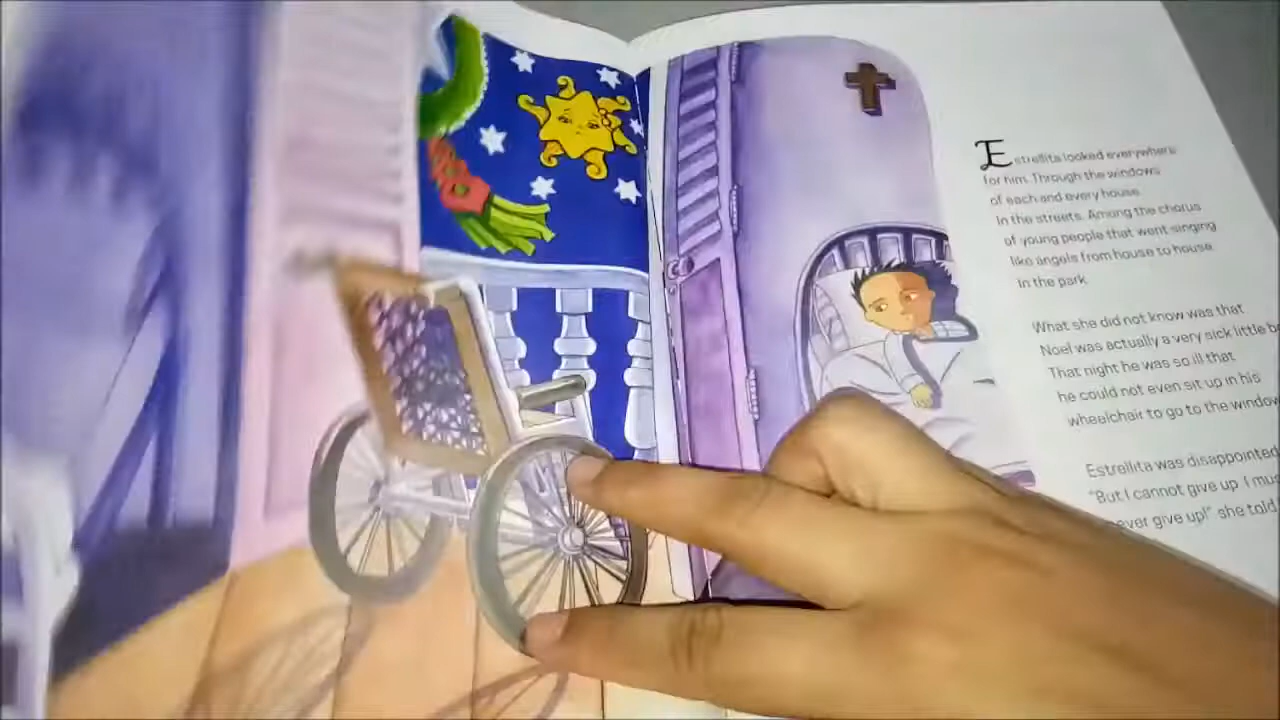 Estrellita looked everywhere
for him. Through the windows
of each and every house.
In the streets. Among the chorus
of young people that went singing
like angels from house to house.
In the park.
What she did not know was that
Noel was actually a very sick little
That night he was so ill that
he could not even sit up in his
wheelchair to go to the window
Estrellita was disappointed
"But I cannot give up. I
never give up!" she told